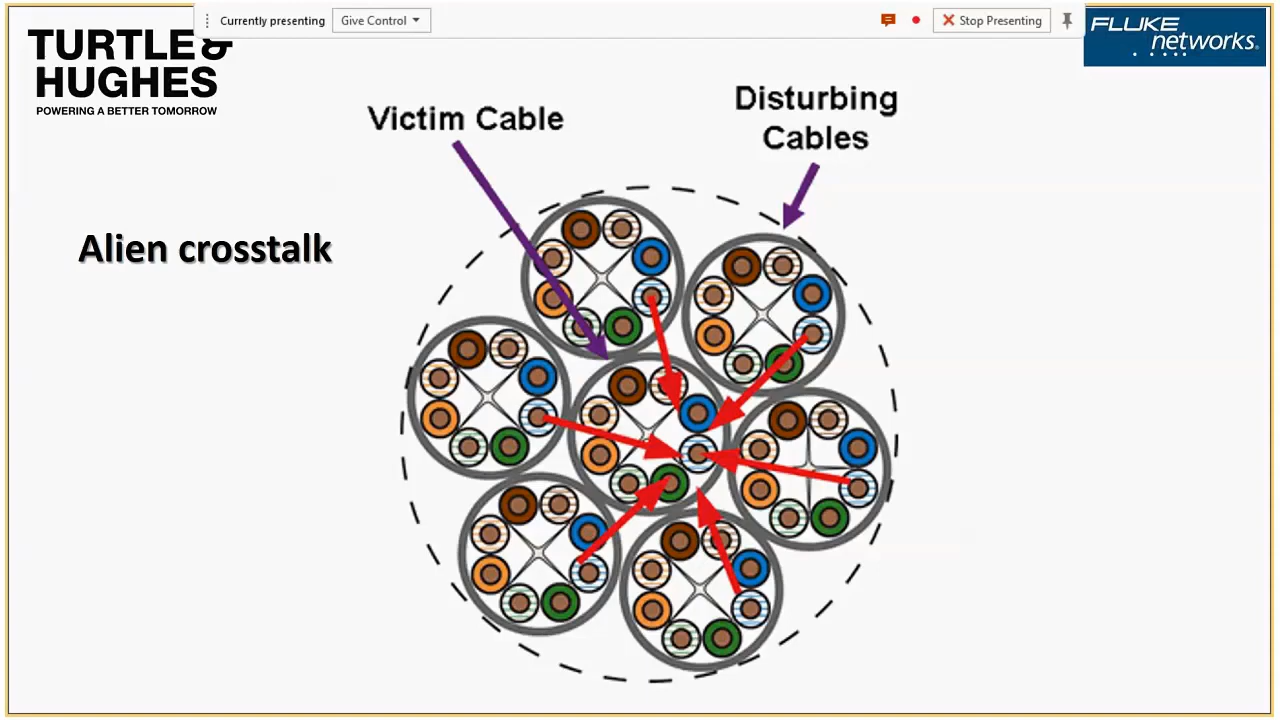 Currently presenting
Give Control
Stop Presenting
TURTLE &
HUGHES
POWERING A BETTER TOMORROW
FLUKE
networks®
Victim Cable
Disturbing
Cables
Alien crosstalk